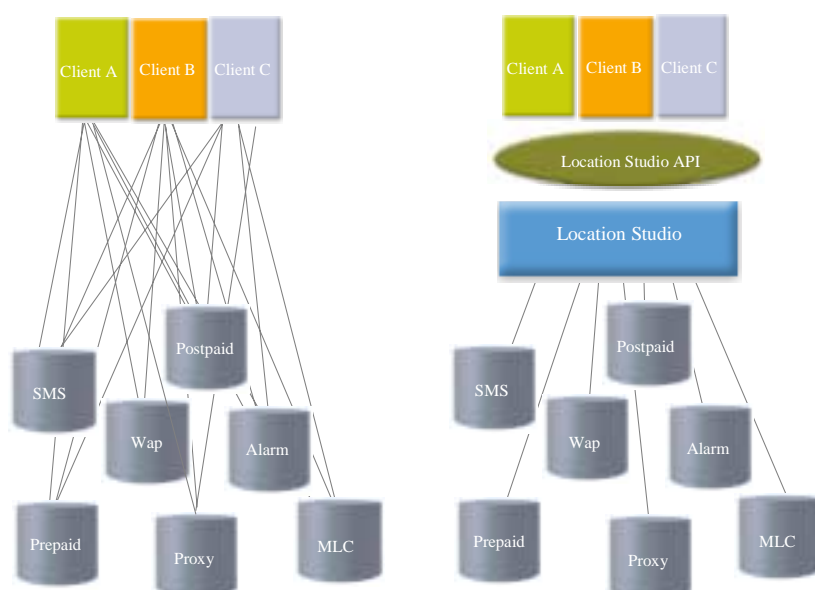 Client A
Client B
Client C
Postpaid
SMS
Wap
Alarm
Prepaid
Proxy
MLC
Client A
Client B
Client C
Location Studio API
Location Studio
Postpaid
SMS
Wap
Alarm
Prepaid
Proxy
MLC